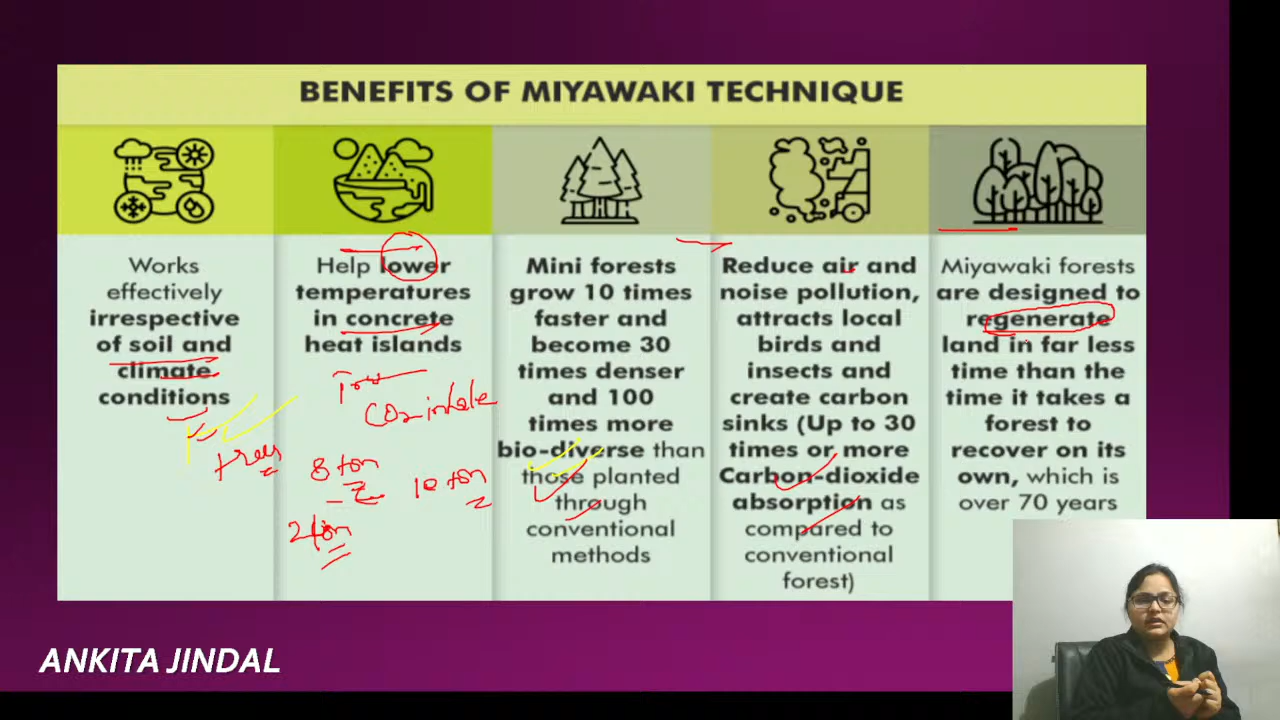 BENEFITS OF MIYAWAKI TECHNIQUE
Works
effectively
irrespective
of soil and
climate
conditions
trees
Help lower
temperatures
in concrete
heat islands
CO2 intake
8 ton
10 ton
2 ton
Mini forests
grow 10 times
faster and
become 30
times denser
and 100
times more
bio-diverse than
those planted
through
conventional
methods
Reduce air and
noise pollution,
attracts local
birds and
insects and
create carbon
sinks (Up to 30
times or more
Carbon-dioxide
absorption as
compared to
conventional
forest)
Miyawaki forests
are designed to
regenerate
land in far less
time than the
time it takes a
forest to
recover on its
own, which is
over 70 years
ANKITA JINDAL